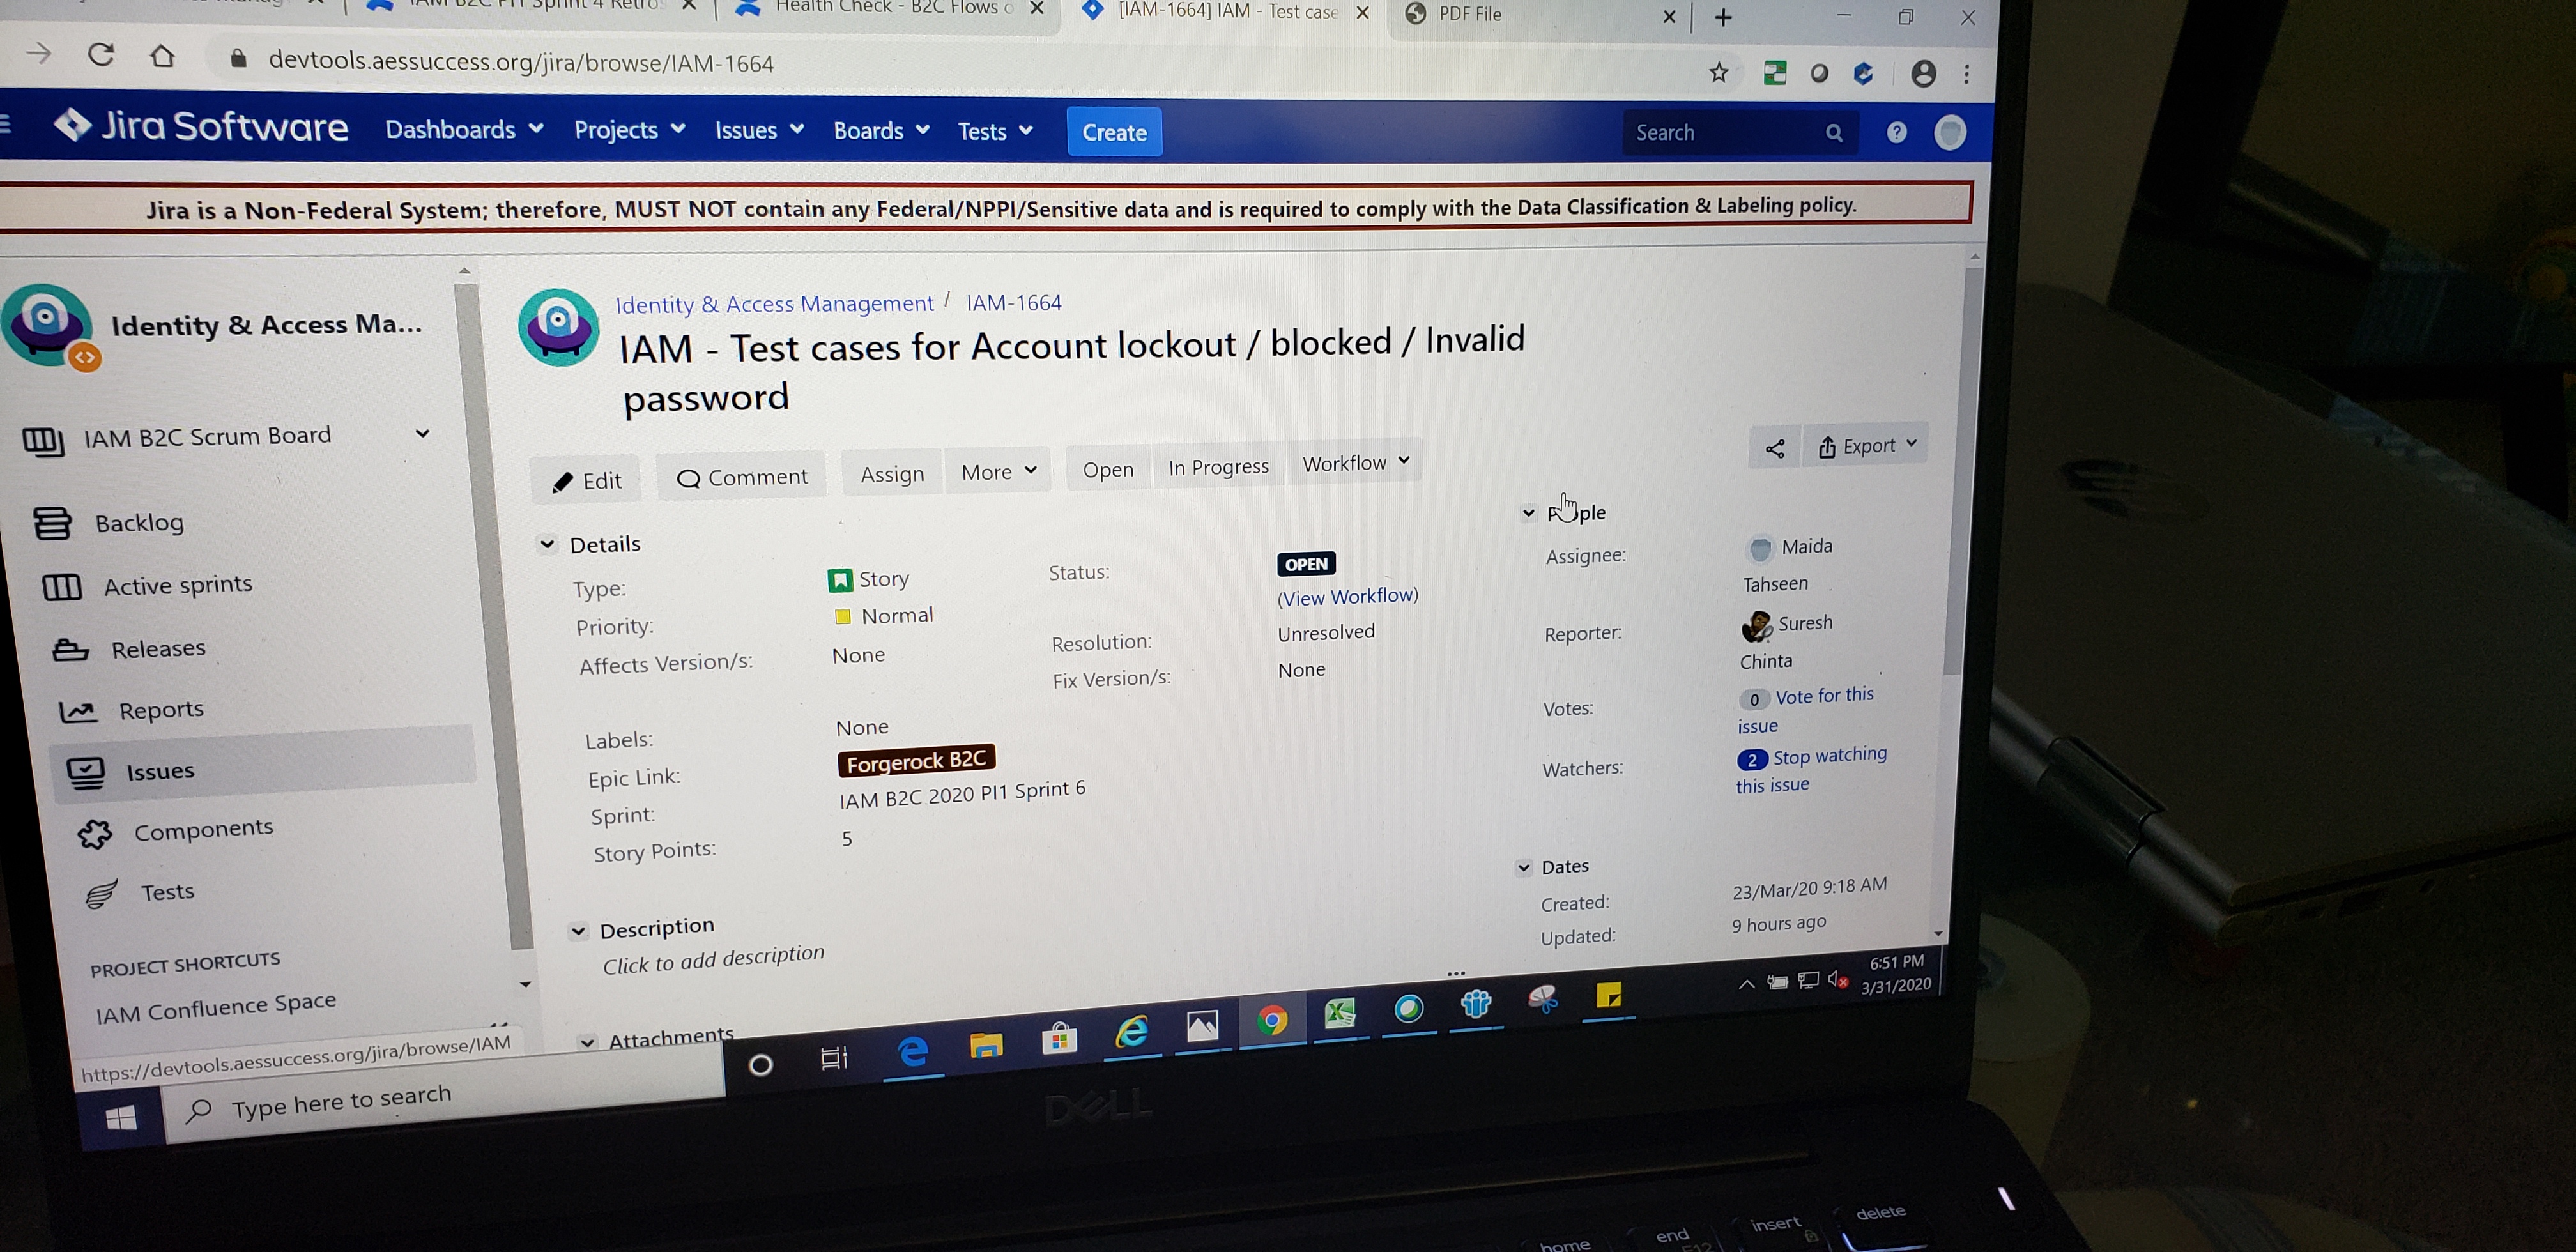 IAM B2C PI1 Sprint 4 Retro
Health Check - B2C Flows
[IAM-1664] IAM - Test case
PDF File
devtools.aessuccess.org/jira/browse/IAM-1664
Jira Software
Dashboards
Projects
Issues
Boards
Tests
Create
Search
Jira is a Non-Federal System; therefore, MUST NOT contain any Federal/NPPI/Sensitive data and is required to comply with the Data Classification & Labeling policy.
Identity & Access Ma...
IAM B2C Scrum Board
Backlog
Active sprints
Releases
Reports
Issues
Components
Tests
PROJECT SHORTCUTS
IAM Confluence Space
https://devtools.aessuccess.org/jira/browse/IAM
Identity & Access Management / IAM-1664
IAM - Test cases for Account lockout / blocked / Invalid
password
Edit
Comment
Assign
More
Open
In Progress
Workflow
Export
Details
Type: Story
Priority: Normal
Affects Version/s: None
Status: OPEN
(View Workflow)
Resolution: Unresolved
Fix Version/s: None
Labels: None
Epic Link: Forgerock B2C
Sprint: IAM B2C 2020 PI1 Sprint 6
Story Points: 5
Description
Click to add description
Attachments
People
Assignee: Maida
Tahseen
Reporter: Suresh
Chinta
Votes: 0 Vote for this
issue
Watchers: 2 Stop watching
this issue
Dates
Created: 23/Mar/20 9:18 AM
Updated: 9 hours ago
Type here to search
6:51 PM
3/31/2020
DELL
home
end
insert
delete